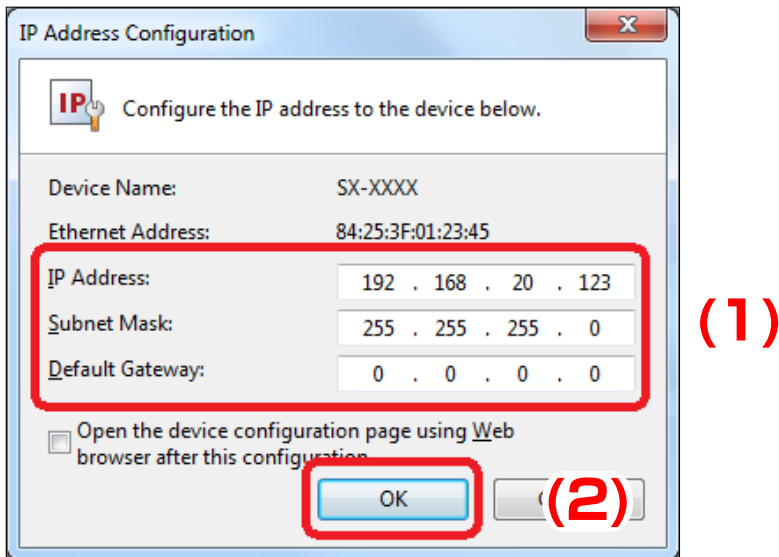 IP Address Configuration
IP
Configure the IP address to the device below.
Device Name: SX-XXXX
Ethernet Address: 84:25:3F:01:23:45
IP Address: 192 . 168 . 20 . 123
Subnet Mask: 255 . 255 . 255 . 0
(1)
Default Gateway: 0 . 0 . 0 . 0
Open the device configuration page using Web
browser after this configuration
OK
(2)